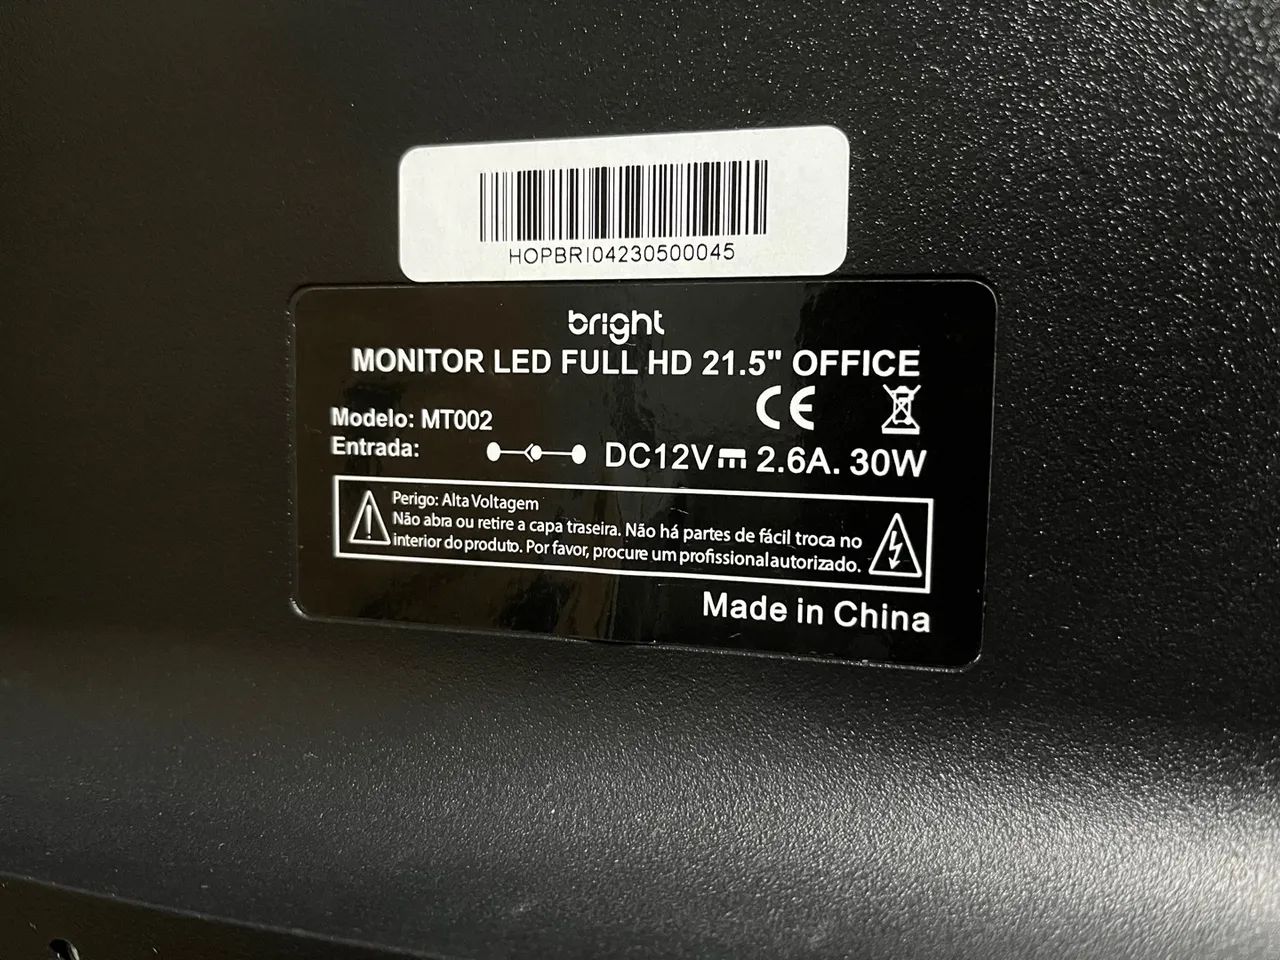 HOPBRI04230500045
bright
MONITOR LED FULL HD 21.5" OFFICE
CE
Modelo: MT002
Entrada: DC12V⎓ 2.6A. 30W
Perigo: Alta Voltagem
Não abra ou retire a capa traseira. Não há partes de fácil troca no
interior do produto. Por favor, procure um profissional autorizado.
Made in China